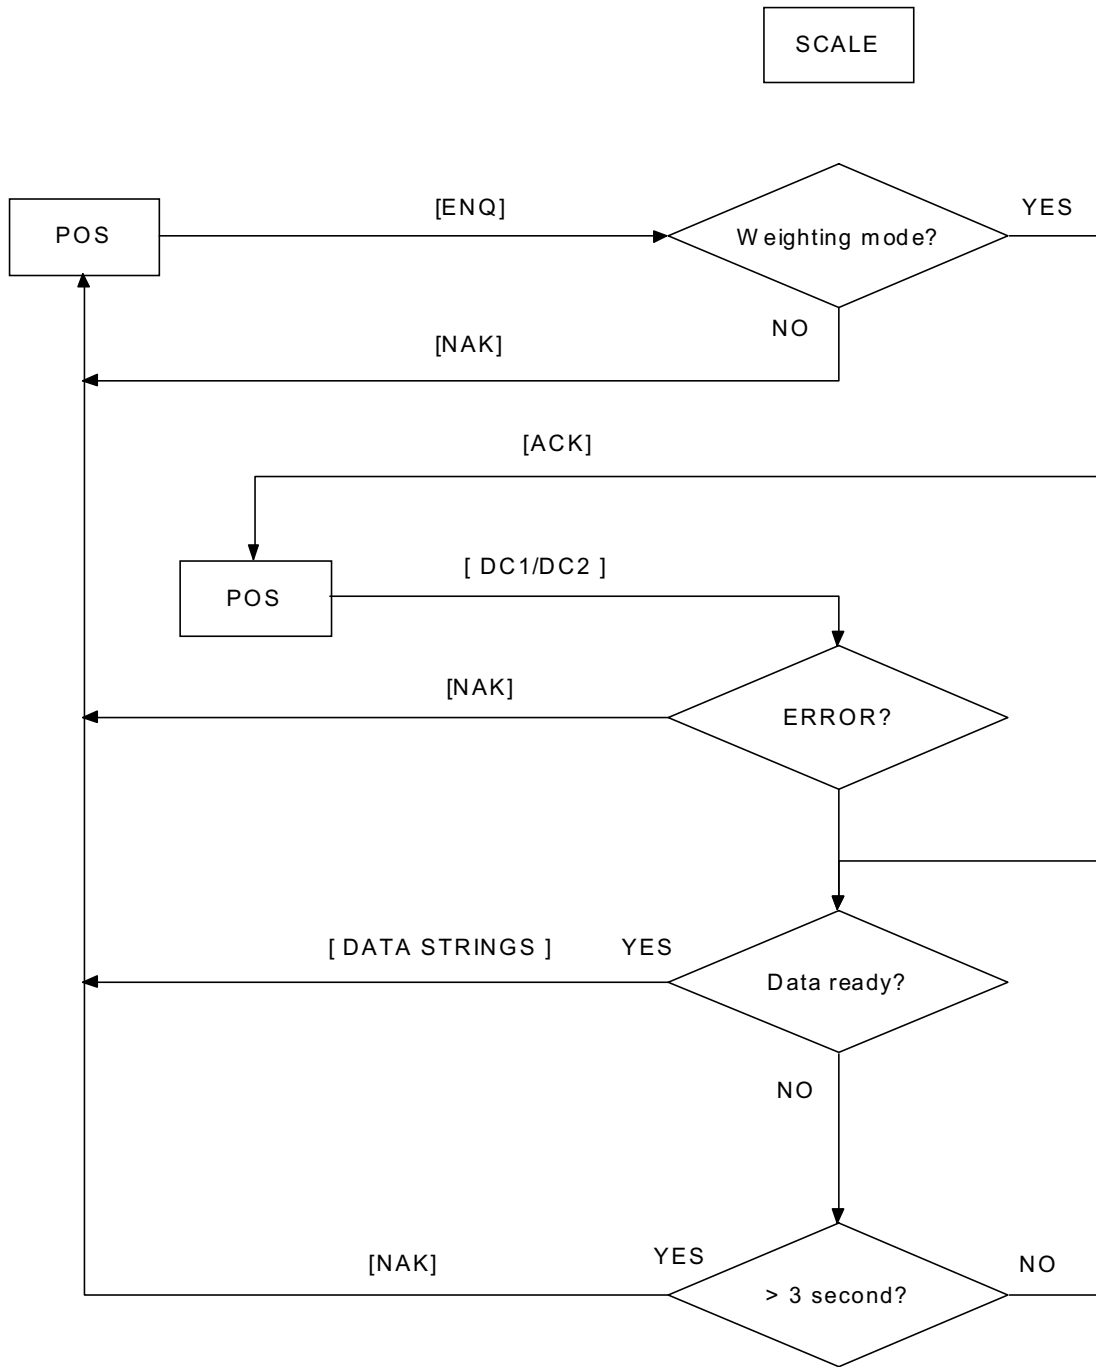 SCALE
[ENQ]
YES
POS
Weighting mode?
NO
[NAK]
[ACK]
[ DC1/DC2 ]
POS
[NAK]
ERROR?
[ DATA STRINGS ]
YES
Data ready?
NO
[NAK]
YES
NO
> 3 second?